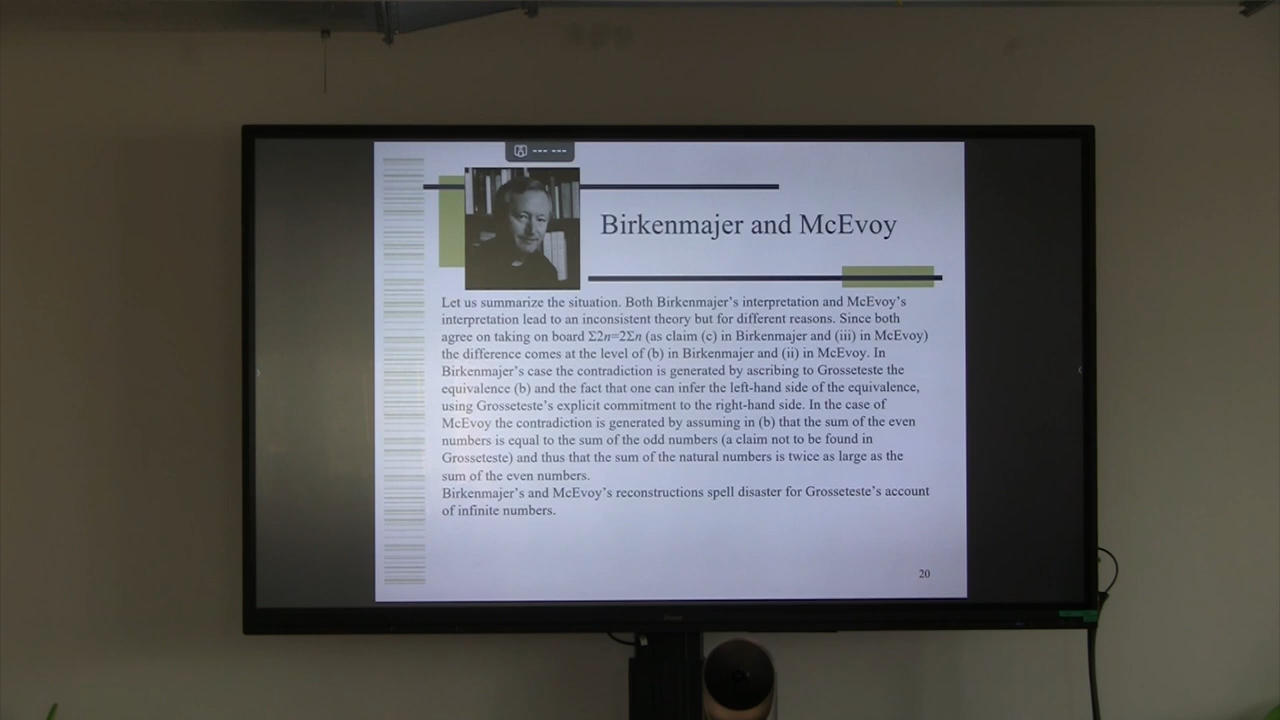 Birkenmajer and McEvoy
Let us summarize the situation. Both Birkenmajer's interpretation and McEvoy's
interpretation lead to an inconsistent theory but for different reasons. Since both
agree on taking on board Σ2n=2Σn (as claim (c) in Birkenmajer and (iii) in McEvoy)
the difference comes at the level of (b) in Birkenmajer and (ii) in McEvoy. In
Birkenmajer's case the contradiction is generated by ascribing to Grosseteste the
equivalence (b) and the fact that one can infer the left-hand side of the equivalence,
using Grosseteste's explicit commitment to the right-hand side. In the case of
McEvoy the contradiction is generated by assuming in (b) that the sum of the even
numbers is equal to the sum of the odd numbers (a claim not to be found in
Grosseteste) and thus that the sum of the natural numbers is twice as large as the
sum of the even numbers.
Birkenmajer's and McEvoy's reconstructions spell disaster for Grosseteste's account
of infinite numbers.
20